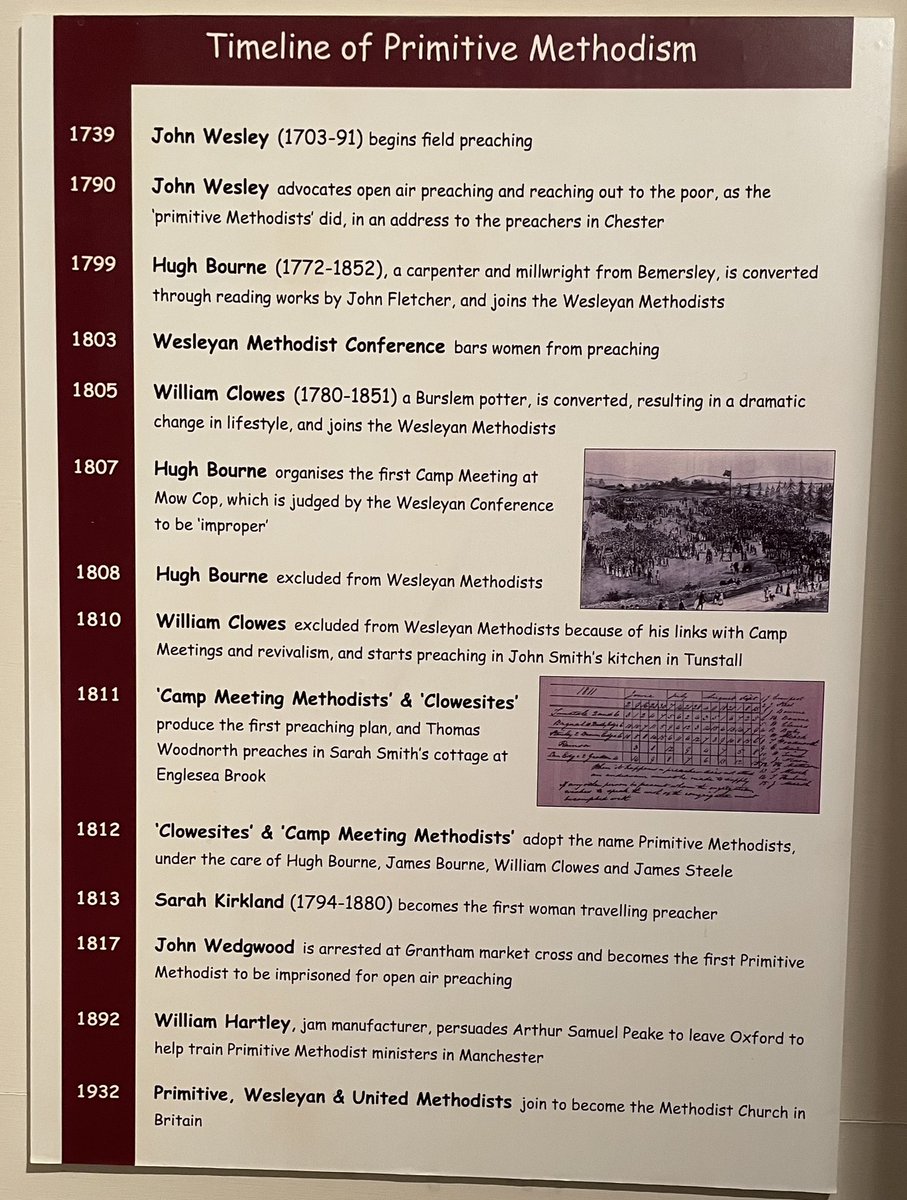 Timeline of Primitive Methodism
1739 John Wesley (1703-91) begins field preaching
1790 John Wesley advocates open air preaching and reaching out to the poor, as the
'primitive Methodists' did, in an address to the preachers in Chester
1799 Hugh Bourne (1772-1852), a carpenter and millwright from Bemersley, is converted
through reading works by John Fletcher, and joins the Wesleyan Methodists
1803 Wesleyan Methodist Conference bars women from preaching
1805 William Clowes (1780-1851) a Burslem potter, is converted, resulting in a dramatic
change in lifestyle, and joins the Wesleyan Methodists
1807 Hugh Bourne organises the first Camp Meeting at
Mow Cop, which is judged by the Wesleyan Conference
to be 'improper'
1808 Hugh Bourne excluded from Wesleyan Methodists
1810 William Clowes excluded from Wesleyan Methodists because of his links with Camp
Meetings and revivalism, and starts preaching in John Smith's kitchen in Tunstall
1811 'Camp Meeting Methodists' & 'Clowesites'
produce the first preaching plan, and Thomas
Woodnorth preaches in Sarah Smith's cottage at
Englesea Brook
1811
1812 'Clowesites' & 'Camp Meeting Methodists' adopt the name Primitive Methodists,
under the care of Hugh Bourne, James Bourne, William Clowes and James Steele
1813 Sarah Kirkland (1794-1880) becomes the first woman travelling preacher
1817 John Wedgwood is arrested at Grantham market cross and becomes the first Primitive
Methodist to be imprisoned for open air preaching
1892 William Hartley, jam manufacturer, persuades Arthur Samuel Peake to leave Oxford to
help train Primitive Methodist ministers in Manchester
1932 Primitive, Wesleyan & United Methodists join to become the Methodist Church in
Britain